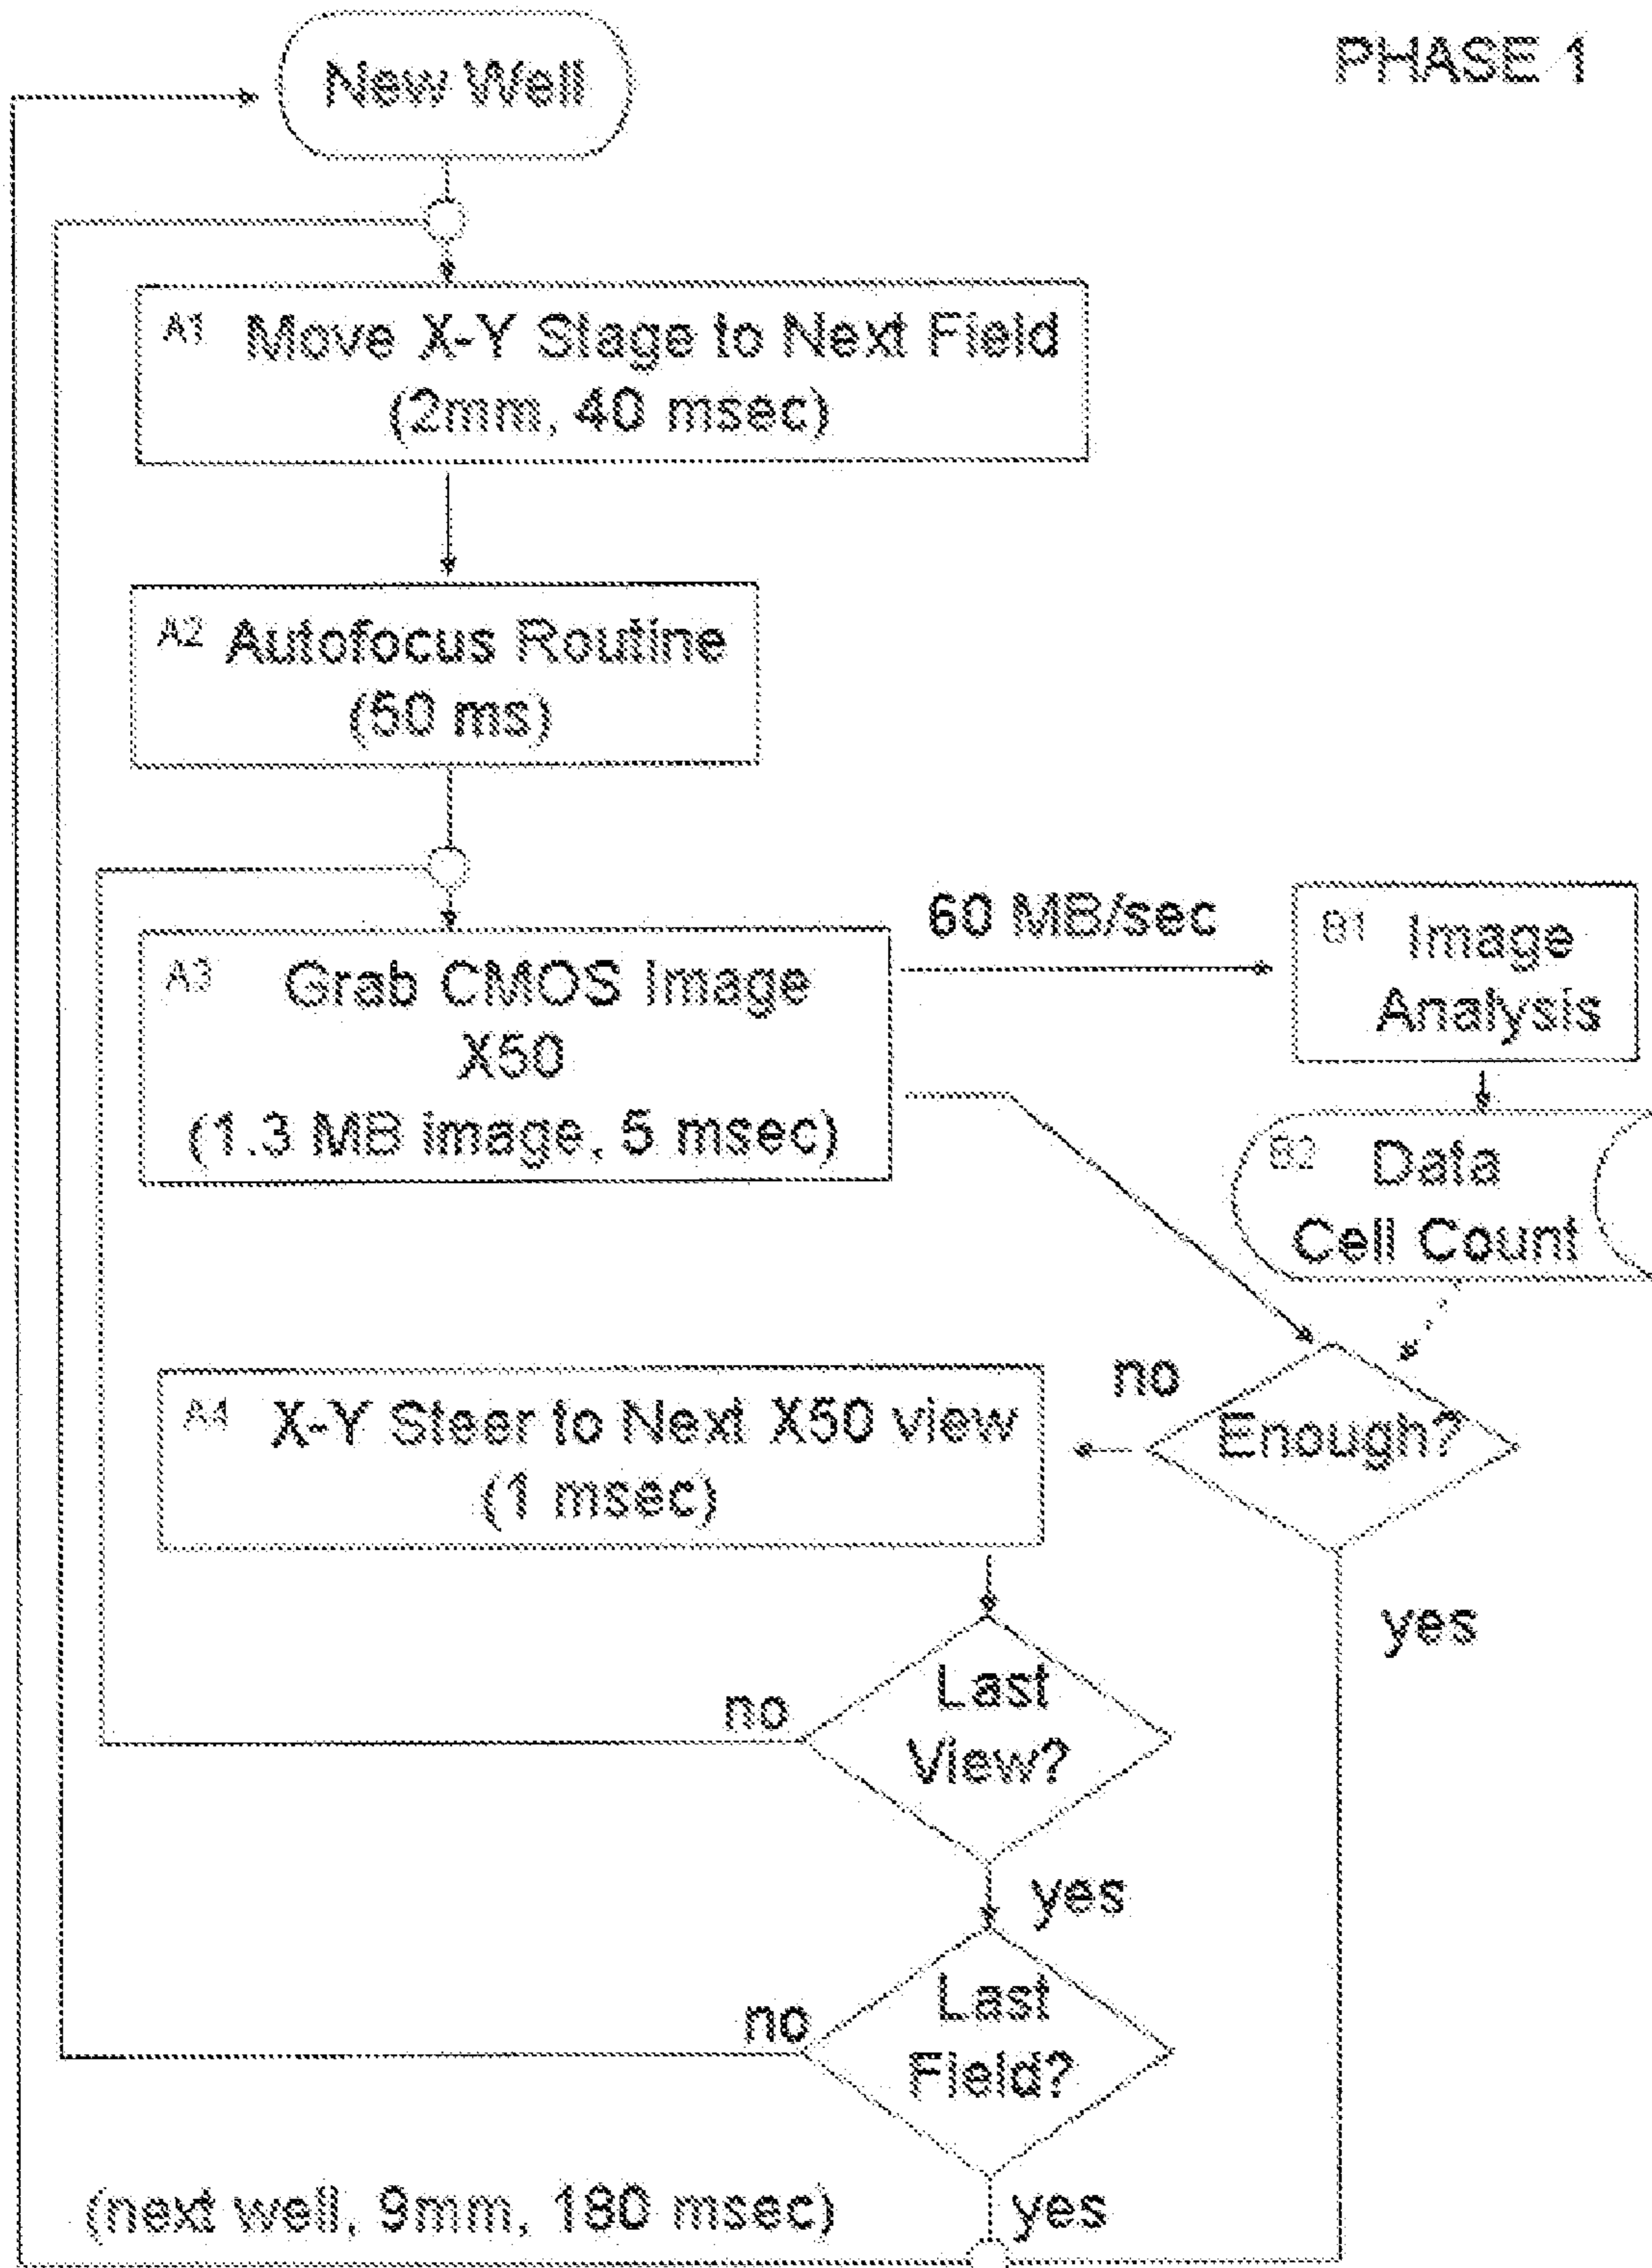 PHASE 1
New Well
A1 Move X-Y Stage to Next Field
(2mm, 40 msec)
A2 Autofocus Routine
(50 ms)
60 MB/sec
A3 Grab CMOS Image
X50
(1.3 MB image, 5 msec)
B1 Image
Analysis
B2 Data
Cell Count
A4 X-Y Steer to Next X50 view
(1 msec)
no
Enough?
yes
no
Last
View?
yes
no
Last
Field?
yes
(next well, 9mm, 180 msec)